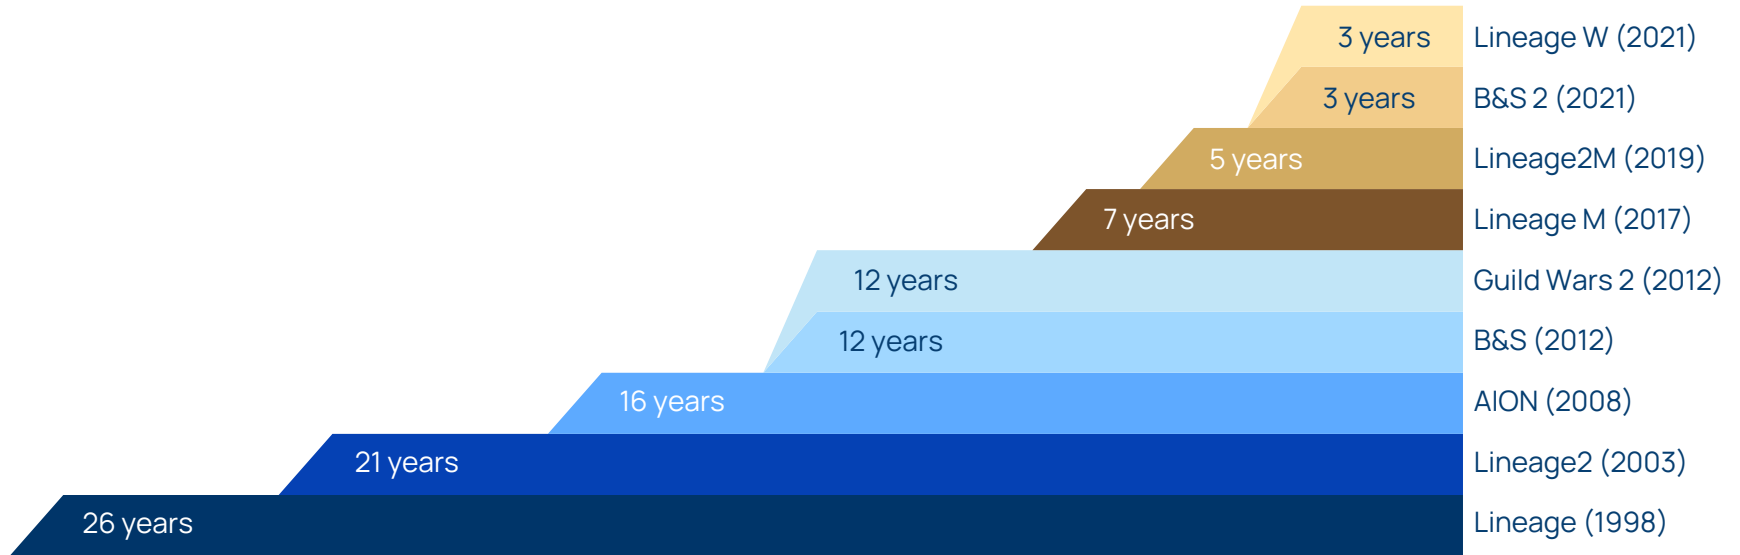 3 years Lineage W (2021)
3 years B&S 2 (2021)
5 years Lineage2M (2019)
7 years Lineage M (2017)
12 years Guild Wars 2 (2012)
12 years B&S (2012)
16 years AION (2008)
21 years Lineage2 (2003)
26 years Lineage (1998)